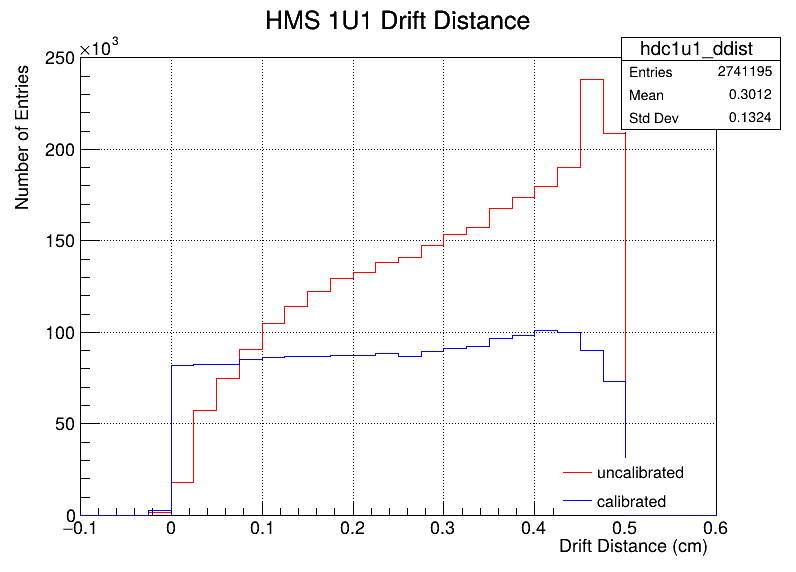 HMS 1U1 Drift Distance
×10³
hdc1u1_ddist
Entries 2741195
Mean 0.3012
Std Dev 0.1324
Number of Entries
250
200
150
100
50
0
uncalibrated
calibrated
−0.1 0 0.1 0.2 0.3 0.4 0.5 0.6
Drift Distance (cm)